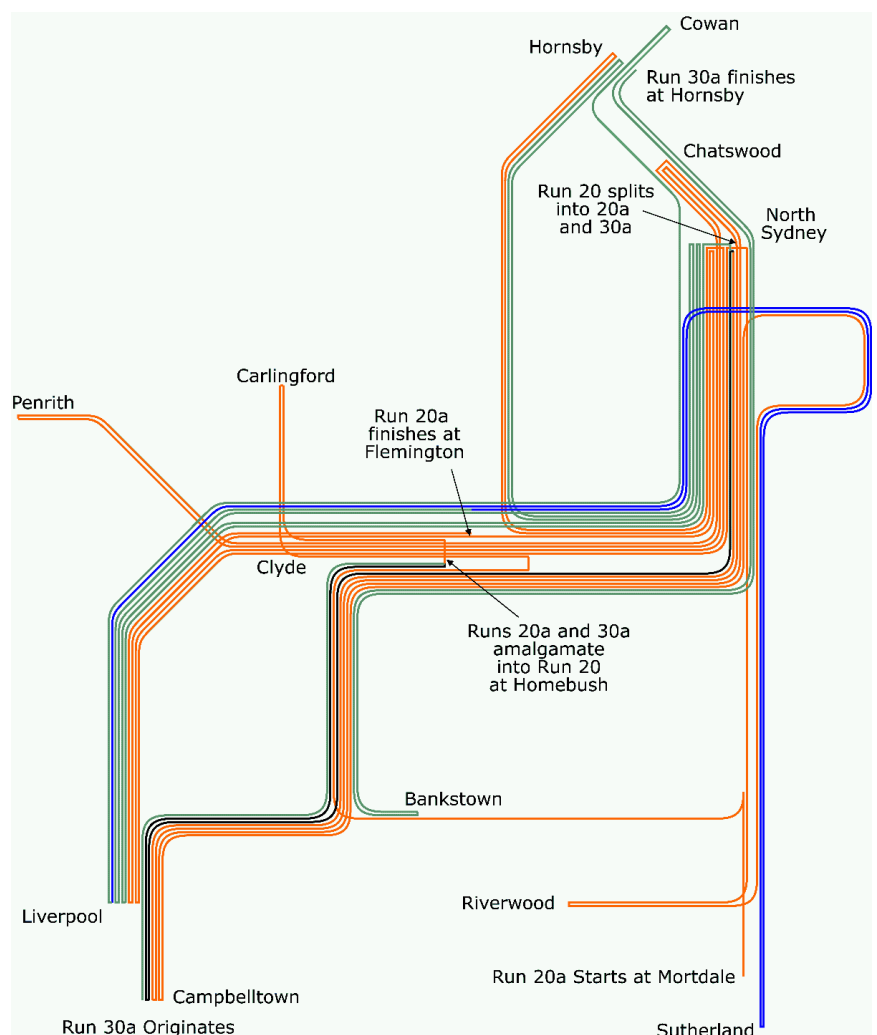 Cowan
Hornsby
Run 30a finishes
at Hornsby
Chatswood
Run 20 splits
into 20a
and 30a
North
Sydney
Carlingford
Penrith
Run 20a
finishes at
Flemington
Clyde
Runs 20a and 30a
amalgamate
into Run 20
at Homebush
Bankstown
Riverwood
Liverpool
Run 20a Starts at Mortdale
Campbelltown
Run 30a Originates
Sutherland